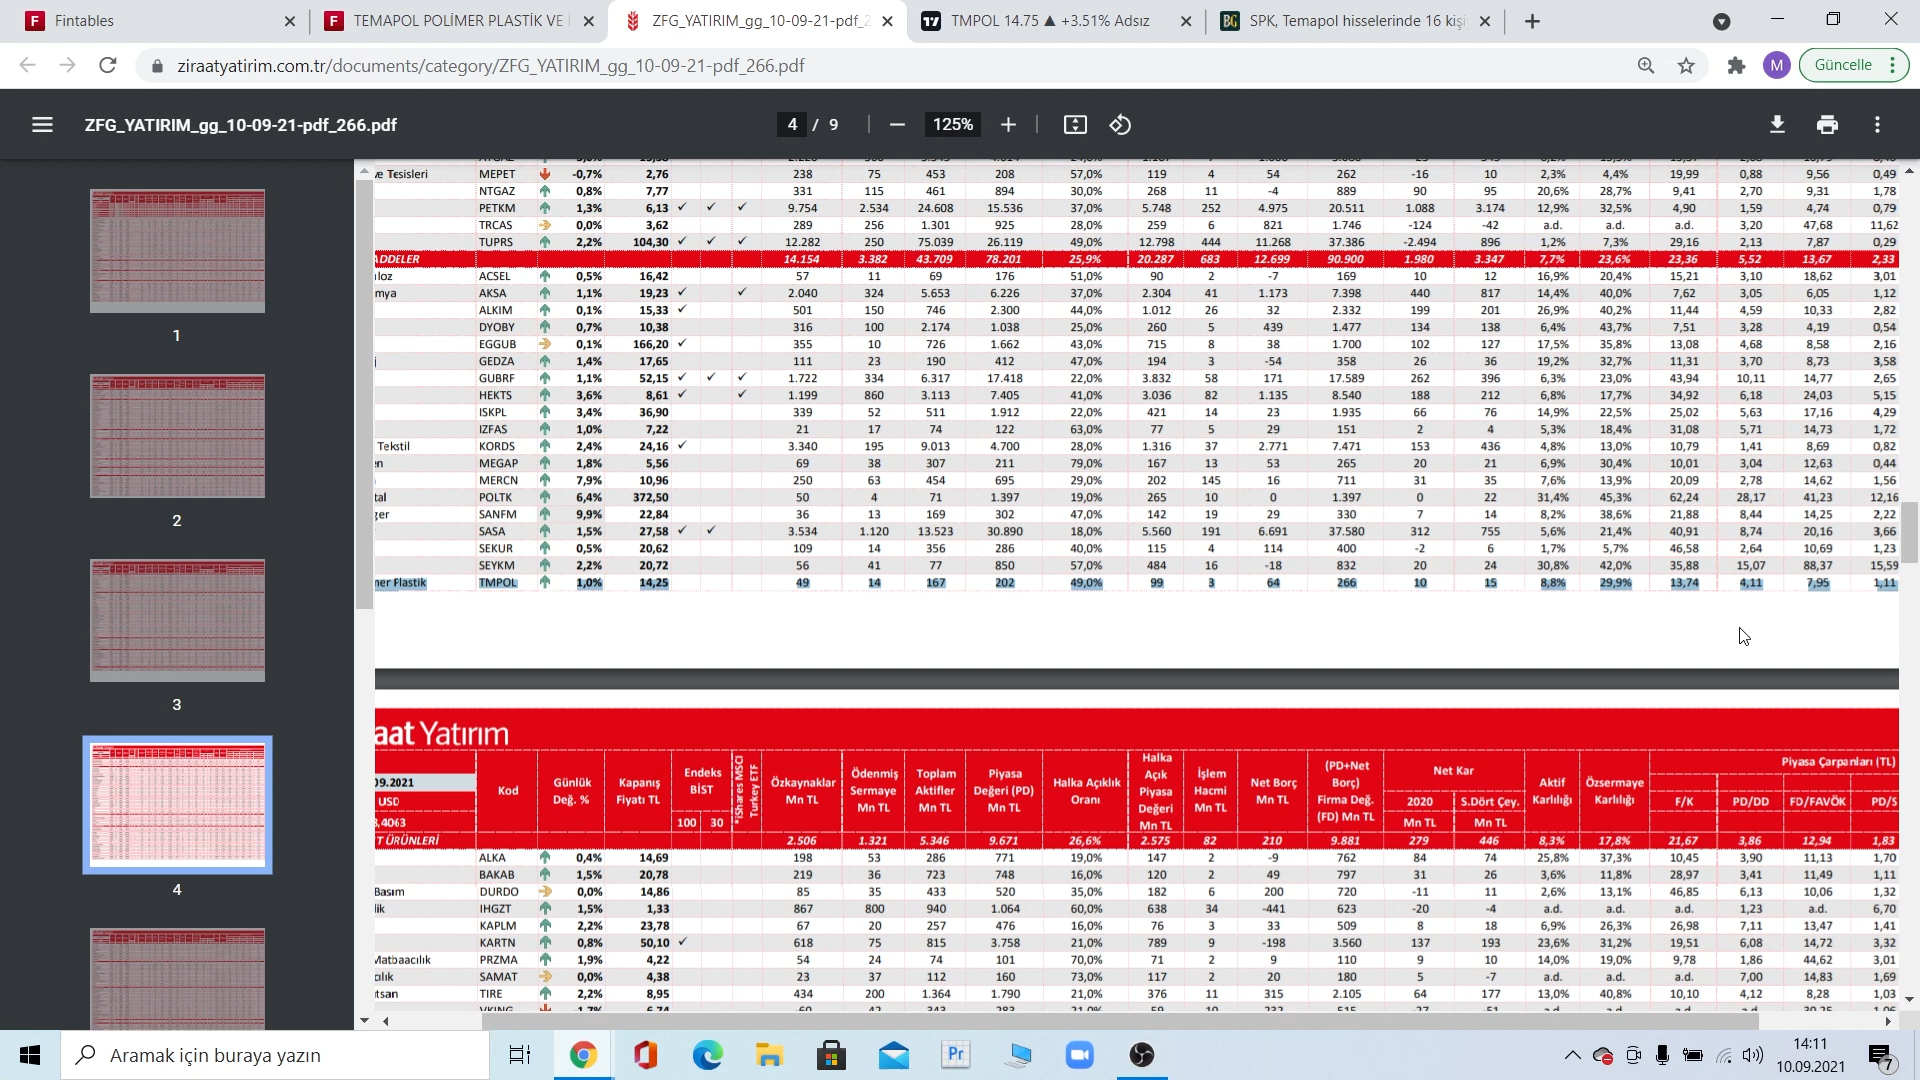 Fintables
TEMAPOL POLİMER PLASTİK VE
ZFG_YATIRIM_gg_10-09-21-pdf_2
TMPOL 14.75 ▲ +3.51% Adsız
SPK, Temapol hisselerinde 16 kişi
ziraatyatirim.com.tr/documents/category/ZFG_YATIRIM_gg_10-09-21-pdf_266.pdf
M
Güncelle
ZFG_YATIRIM_gg_10-09-21-pdf_266.pdf
4 / 9
125%
1
2
3
4
ve Tesisleri MEPET -0,7% 2,76 238 75 453 208 57,0% 119 4 54 262 -16 10 2,3% 4,4% 19,99 0,88 9,56 0,49
NTGAZ 0,8% 7,77 331 115 461 894 30,0% 268 11 -4 889 90 95 20,6% 28,7% 9,41 2,70 9,31 1,78
PETKM 1,3% 6,13 ✓ ✓ ✓ 9.754 2.534 24.608 15.536 37,0% 5.748 252 4.975 20.511 1.088 3.174 12,9% 32,5% 4,90 1,59 4,74 0,79
TRCAS 0,0% 3,62 289 256 1.301 925 28,0% 259 6 821 1.746 -124 -42 a.d. a.d. a.d. 3,20 47,68 11,62
TUPRS 2,2% 104,30 ✓ ✓ ✓ 12.282 250 75.039 26.119 49,0% 12.798 444 11.268 37.386 -2.494 896 1,2% 7,3% 29,16 2,13 7,87 0,29
ADDELER 14.154 3.382 43.709 78.201 25,9% 20.287 683 12.699 90.900 1.980 3.347 7,7% 23,6% 23,36 5,52 13,67 2,33
iloz ACSEL 0,5% 16,42 57 11 69 176 51,0% 90 2 -7 169 10 12 16,9% 20,4% 15,21 3,10 18,62 3,01
mya AKSA 1,1% 19,23 ✓ ✓ 2.040 324 5.653 6.226 37,0% 2.304 41 1.173 7.398 440 817 14,4% 40,0% 7,62 3,05 6,05 1,12
ALKIM 0,1% 15,33 ✓ 501 150 746 2.300 44,0% 1.012 26 32 2.332 199 201 26,9% 40,2% 11,44 4,59 10,33 2,82
DYOBY 0,7% 10,38 316 100 2.174 1.038 25,0% 260 5 439 1.477 134 138 6,4% 43,7% 7,51 3,28 4,19 0,54
EGGUB 0,1% 166,20 ✓ 355 10 726 1.662 43,0% 715 8 38 1.700 102 127 17,5% 35,8% 13,08 4,68 8,58 2,16
GEDZA 1,4% 17,65 111 23 190 412 47,0% 194 3 -54 358 26 36 19,2% 32,7% 11,31 3,70 8,73 3,58
GUBRF 1,1% 52,15 ✓ ✓ ✓ 1.722 334 6.317 17.418 22,0% 3.832 58 171 17.589 262 396 6,3% 23,0% 43,94 10,11 14,77 2,65
HEKTS 3,6% 8,61 ✓ ✓ 1.199 860 3.113 7.405 41,0% 3.036 82 1.135 8.540 188 212 6,8% 17,7% 34,92 6,18 24,03 5,15
ISKPL 3,4% 36,90 339 52 511 1.912 22,0% 421 14 23 1.935 66 76 14,9% 22,5% 25,02 5,63 17,16 4,29
IZFAS 1,0% 7,22 21 17 74 122 63,0% 77 5 29 151 2 4 5,3% 18,4% 31,08 5,71 14,73 1,72
Tekstil KORDS 2,4% 24,16 ✓ 3.340 195 9.013 4.700 28,0% 1.316 37 2.771 7.471 153 436 4,8% 13,0% 10,79 1,41 8,69 0,82
en MEGAP 1,8% 5,56 69 38 307 211 79,0% 167 13 53 265 20 21 6,9% 30,4% 10,01 3,04 12,63 0,44
MERCN 7,9% 10,96 250 63 454 695 29,0% 202 145 16 711 31 35 7,6% 13,9% 20,09 2,78 14,62 1,56
tal POLTK 6,4% 372,50 50 4 71 1.397 19,0% 265 10 0 1.397 0 22 31,4% 45,3% 62,24 28,17 41,23 12,16
ger SANFM 9,9% 22,84 36 13 169 302 47,0% 142 19 29 330 7 14 8,2% 38,6% 21,88 8,44 14,25 2,22
SASA 1,5% 27,58 ✓ ✓ 3.534 1.120 13.523 30.890 18,0% 5.560 191 6.691 37.580 312 755 5,6% 21,4% 40,91 8,74 20,16 3,66
SEKUR 0,5% 20,62 109 14 356 286 40,0% 115 4 114 400 -2 6 1,7% 5,7% 46,58 2,64 10,69 1,23
SEYKM 2,2% 20,72 56 41 77 850 57,0% 484 16 -18 832 20 24 30,8% 42,0% 35,88 15,07 88,37 15,59
mer Plastik TMPOL 1,0% 14,25 49 14 167 202 49,0% 99 3 64 266 10 15 8,8% 29,9% 13,74 4,11 7,95 1,11
aat Yatırım
09.2021
USD
8,4063
Kod
Günlük Değ. %
Kapanış Fiyatı TL
Endeks BİST
100 30
*iShares MSCI Turkey ETF
Özkaynaklar Mn TL
Ödenmiş Sermaye Mn TL
Toplam Aktifler Mn TL
Piyasa Değeri (PD) Mn TL
Halka Açıklık Oranı
Halka Açık Piyasa Değeri Mn TL
İşlem Hacmi Mn TL
Net Borç Mn TL
(PD+Net Borç) Firma Değ. (FD) Mn TL
Net Kar
2020 Mn TL
S.Dört Çey. Mn TL
Aktif Karlılığı
Özsermaye Karlılığı
Piyasa Çarpanları (TL)
F/K PD/DD FD/FAVÖK PD/S
T ÜRÜNLERİ 2.506 1.321 5.346 9.671 26,6% 2.575 82 210 9.881 279 446 8,3% 17,8% 21,67 3,86 12,94 1,83
ALKA 0,4% 14,69 198 53 286 771 19,0% 147 2 -9 762 84 74 25,8% 37,3% 10,45 3,90 11,13 1,70
BAKAB 1,5% 20,78 219 36 723 748 16,0% 120 2 49 797 31 26 3,6% 11,8% 28,97 3,41 11,49 1,11
Basım DURDO 0,0% 14,86 85 35 433 520 35,0% 182 6 200 720 -11 11 2,6% 13,1% 46,85 6,13 10,06 1,32
lik IHGZT 1,5% 1,33 867 800 940 1.064 60,0% 638 34 -441 623 -20 -4 a.d. a.d. a.d. 1,23 a.d. 6,70
KAPLM 2,2% 23,78 67 20 257 476 16,0% 76 3 33 509 8 18 6,9% 26,3% 26,98 7,11 13,47 1,41
KARTN 0,8% 50,10 ✓ 618 75 815 3.758 21,0% 789 9 -198 3.560 137 193 23,6% 31,2% 19,51 6,08 14,72 3,32
Matbaacılık PRZMA 1,9% 4,22 54 24 74 101 70,0% 71 2 9 110 9 10 14,0% 19,0% 9,78 1,86 44,62 3,01
alık SAMAT 0,0% 4,38 23 37 112 160 73,0% 117 2 20 180 5 -7 a.d. a.d. a.d. 7,00 14,83 1,69
ıtsan TIRE 2,2% 8,95 434 200 1.364 1.790 21,0% 376 11 315 2.105 64 177 13,0% 40,8% 10,10 4,12 8,28 1,03
Aramak için buraya yazın
14:11
10.09.2021
7